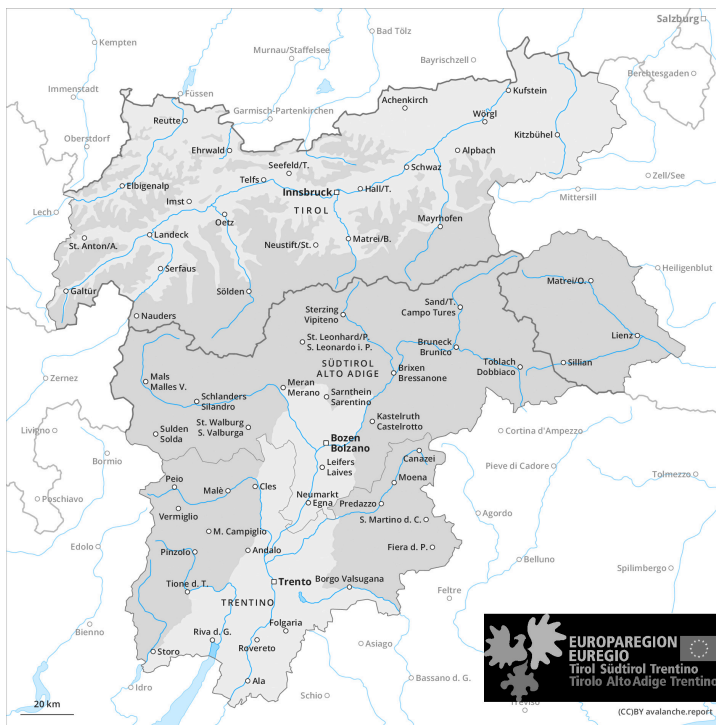 Salzburg
Kempten
Bad Tölz
Murnau/Staffelsee
Bayrischzell
Berchtesgaden
Immenstadt
Füssen
Kufstein
Achenkirch
Garmisch-Partenkirchen
Wörgl
Reutte
Oberstdorf
Kitzbühel
Ehrwald
Alpbach
Seefeld/T.
Schwaz
Zell/See
Telfs
Elbigenalp
Innsbruck
Hall/T.
Mittersill
Imst
TIROL
Lech
Oetz
Mayrhofen
Landeck
St. Anton/A.
Neustift/St.
Matrei/B.
Serfaus
Heiligenblut
Matrei/O.
Galtür
Sölden
Sand/T.
Campo Tures
Nauders
Sterzing
Vipiteno
Lienz
St. Leonhard/P.
S. Leonardo i. P.
Bruneck
Brunico
SÜDTIROL
ALTO ADIGE
Toblach
Dobbiaco
Sillian
Brixen
Bressanone
Zernez
Mals
Malles V.
Meran
Merano
Sarnthein
Sarentino
Schlanders
Silandro
St. Walburg
S. Valburga
Kastelruth
Castelrotto
Livigno
Sulden
Solda
Cortina d'Ampezzo
Bozen
Bolzano
Bormio
Canazei
Pieve di Cadore
Leifers
Laives
Tolmezzo
Moena
Peio
Malè
Cles
Neumarkt
Egna
Predazzo
Poschiavo
Vermiglio
Agordo
S. Martino d. C.
M. Campiglio
Edolo
Pinzolo
Andalo
Fiera d. P.
Belluno
Spilimbergo
Tione d. T.
Trento
Borgo Valsugana
Feltre
TRENTINO
Bienno
Riva d. G.
Folgaria
Rovereto
Asiago
Storo
EUROPAREGION
EUREGIO
Tirol Südtirol Trentino
Tirolo Alto Adige Trentino
Ala
Bassano d. G.
Idro
Schio
Treviso
20 km
(CC)BY avalanche.report